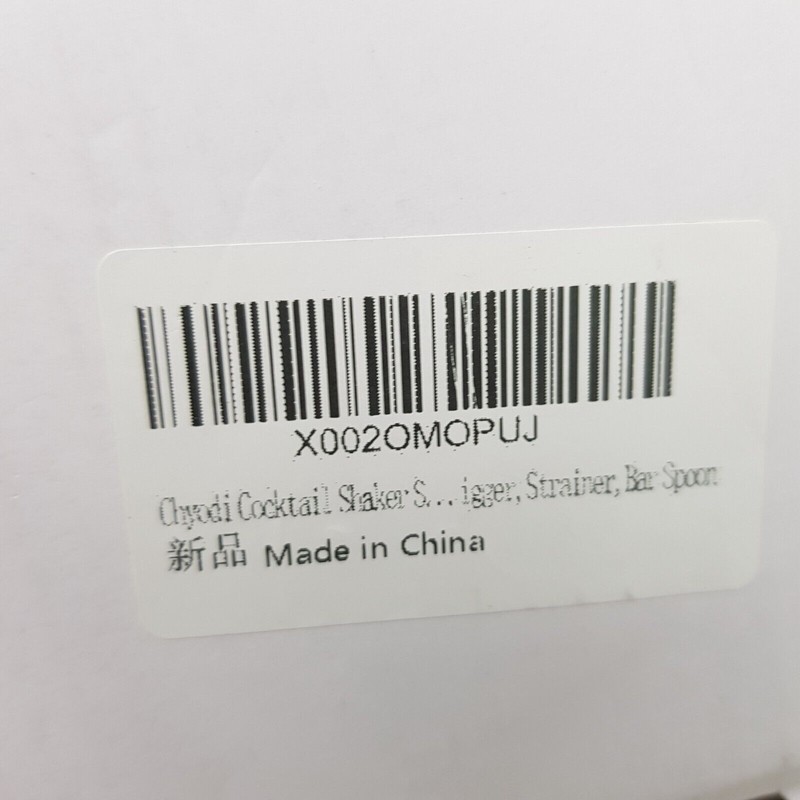 X002OMOPUJ
Chyodi Cocktail Shaker S... igger, Strainer, Bar Spoon
新品 Made in China